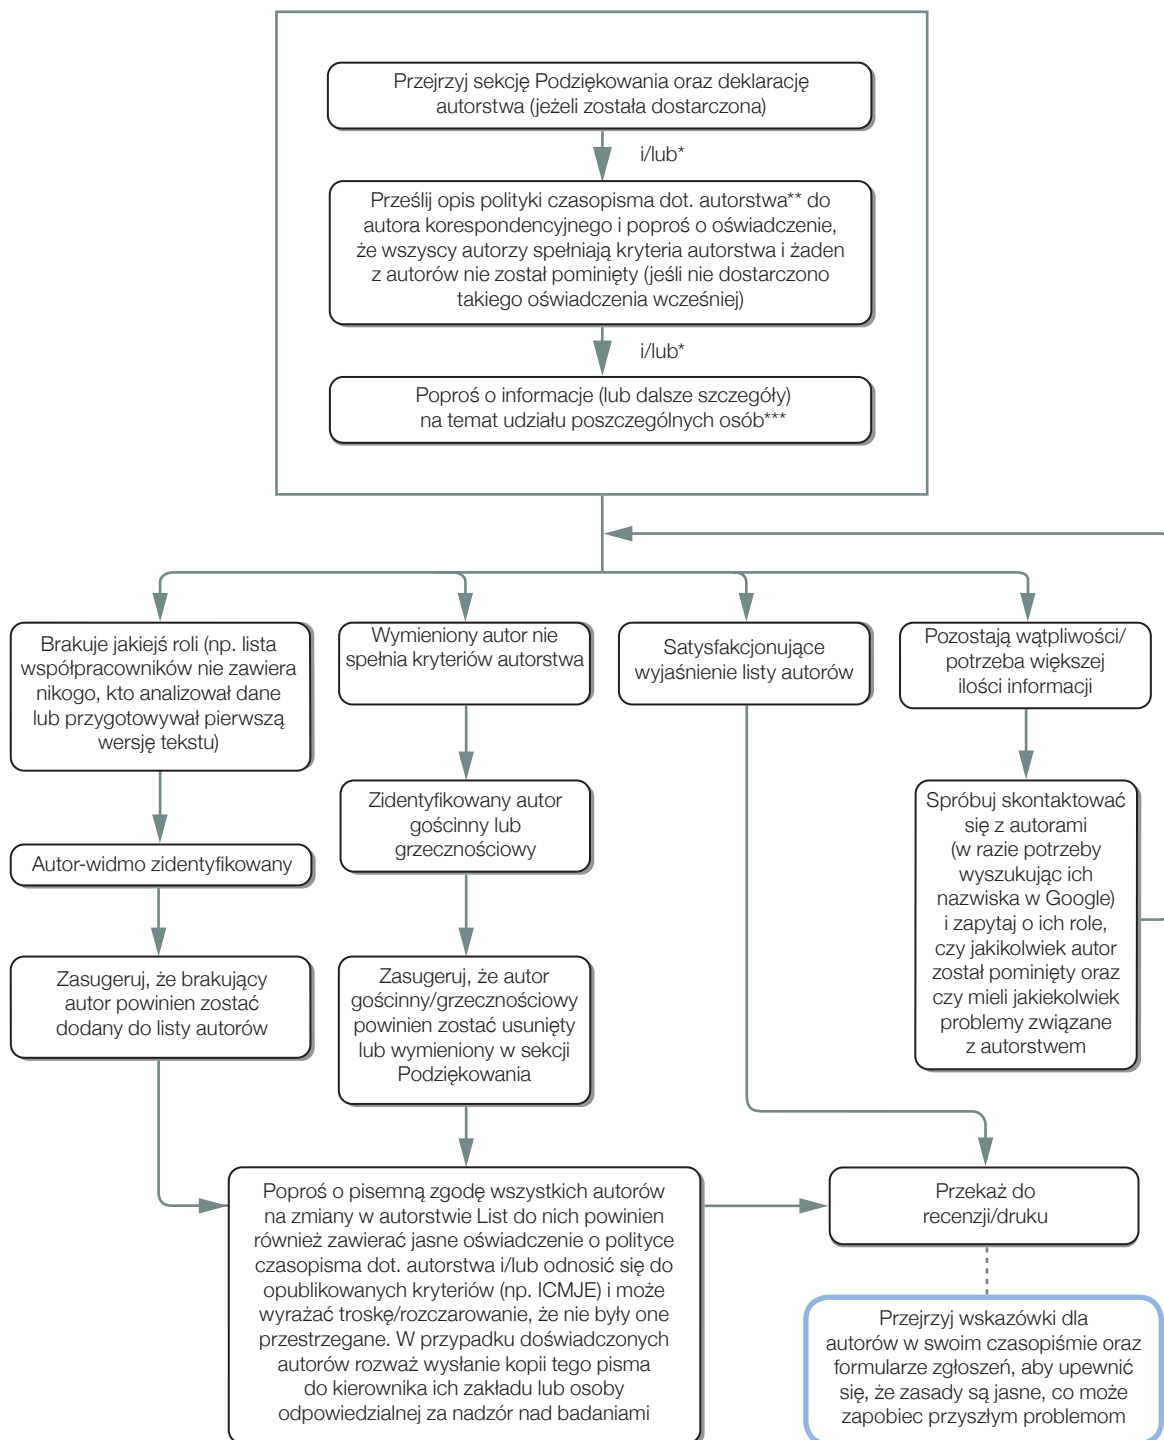 Przejrzyj sekcję Podziękowania oraz deklarację
autorstwa (jeżeli została dostarczona)
i/lub*
Prześlij opis polityki czasopisma dot. autorstwa** do
autora korespondencyjnego i poproś o oświadczenie,
że wszyscy autorzy spełniają kryteria autorstwa i żaden
z autorów nie został pominięty (jeśli nie dostarczono
takiego oświadczenia wcześniej)
i/lub*
Poproś o informacje (lub dalsze szczegóły)
na temat udziału poszczególnych osób***
Brakuje jakiejś roli (np. lista
współpracowników nie zawiera
nikogo, kto analizował dane
lub przygotowywał pierwszą
wersję tekstu)
Wymieniony autor nie
spełnia kryteriów autorstwa
Satysfakcjonujące
wyjaśnienie listy autorów
Pozostają wątpliwości/
potrzeba większej
ilości informacji
Autor-widmo zidentyfikowany
Zidentyfikowany autor
gościnny lub
grzecznościowy
Spróbuj skontaktować
się z autorami
(w razie potrzeby
wyszukując ich
nazwiska w Google)
i zapytaj o ich role,
czy jakikolwiek autor
został pominięty oraz
czy mieli jakiekolwiek
problemy związane
z autorstwem
Zasugeruj, że brakujący
autor powinien zostać
dodany do listy autorów
Zasugeruj, że autor
gościnny/grzecznościowy
powinien zostać usunięty
lub wymieniony w sekcji
Podziękowania
Poproś o pisemną zgodę wszystkich autorów
na zmiany w autorstwie List do nich powinien
również zawierać jasne oświadczenie o polityce
czasopisma dot. autorstwa i/lub odnosić się do
opublikowanych kryteriów (np. ICMJE) i może
wyrażać troskę/rozczarowanie, że nie były one
przestrzegane. W przypadku doświadczonych
autorów rozważ wysłanie kopii tego pisma
do kierownika ich zakładu lub osoby
odpowiedzialnej za nadzór nad badaniami
Przekaż do
recenzji/druku
Przejrzyj wskazówki dla
autorów w swoim czasopiśmie oraz
formularze zgłoszeń, aby upewnić
się, że zasady są jasne, co może
zapobiec przyszłym problemom